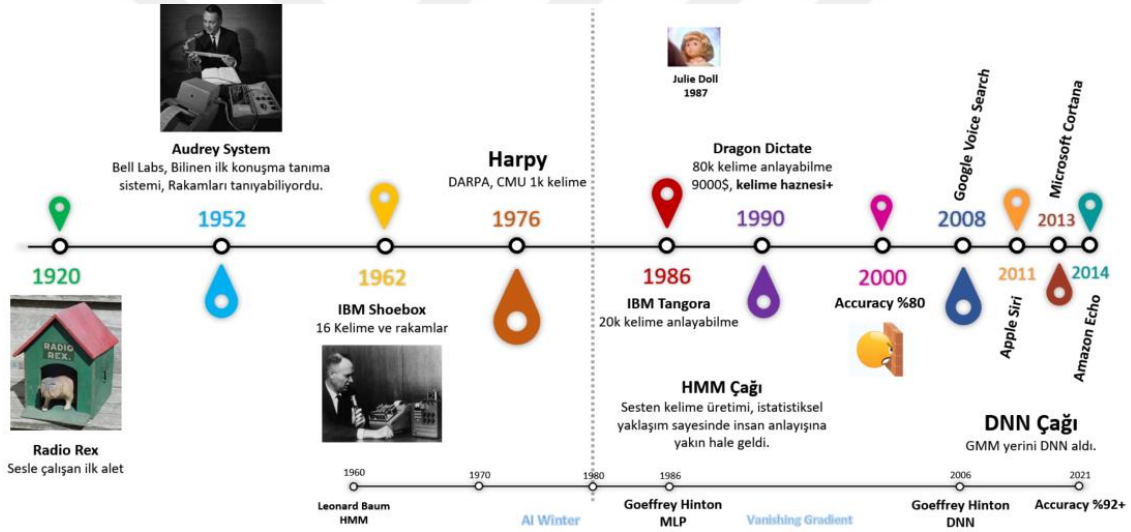 Julie Doll
1987
Audrey System
Bell Labs, Bilinen ilk konuşma tanıma
sistemi, Rakamları tanıyabiliyordu.
Harpy
DARPA, CMU 1k kelime
Dragon Dictate
80k kelime anlayabilme
9000$, kelime haznesi+
Google Voice Search
Microsoft Cortana
1952
1976
1990
2008
2013
1920
1962
1986
2000
2011
2014
RADIO
REX.
IBM Shoebox
16 Kelime ve rakamlar
IBM Tangora
20k kelime anlayabilme
Accuracy %80
Apple Siri
Amazon Echo
Radio Rex
Sesle çalışan ilk alet
HMM Çağı
Sesten kelime üretimi, istatistiksel
yaklaşım sayesinde insan anlayışına
yakın hale geldi.
DNN Çağı
GMM yerini DNN aldı.
1960
1970
1980
1986
2006
2021
Leonard Baum
HMM
Goeffrey Hinton
MLP
Goeffrey Hinton
DNN
Accuracy %92+
AI Winter
Vanishing Gradient